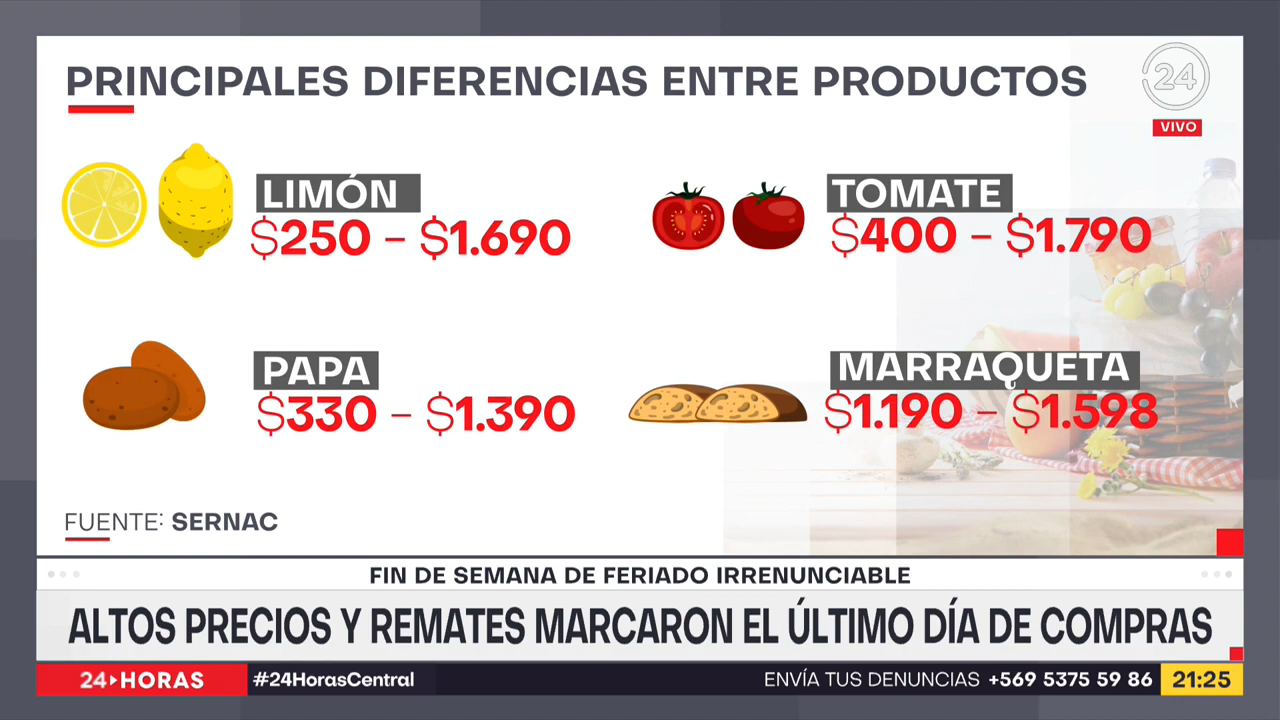 PRINCIPALES DIFERENCIAS ENTRE PRODUCTOS
24
VIVO
LIMÓN
$250 – $1.690
TOMATE
$400 – $1.790
PAPA
$330 – $1.390
MARRAQUETA
$1.190 – $1.598
FUENTE: SERNAC
FIN DE SEMANA DE FERIADO IRRENUNCIABLE
ALTOS PRECIOS Y REMATES MARCARON EL ÚLTIMO DÍA DE COMPRAS
24 HORAS
#24HorasCentral
ENVÍA TUS DENUNCIAS +569 5375 59 86
21:25